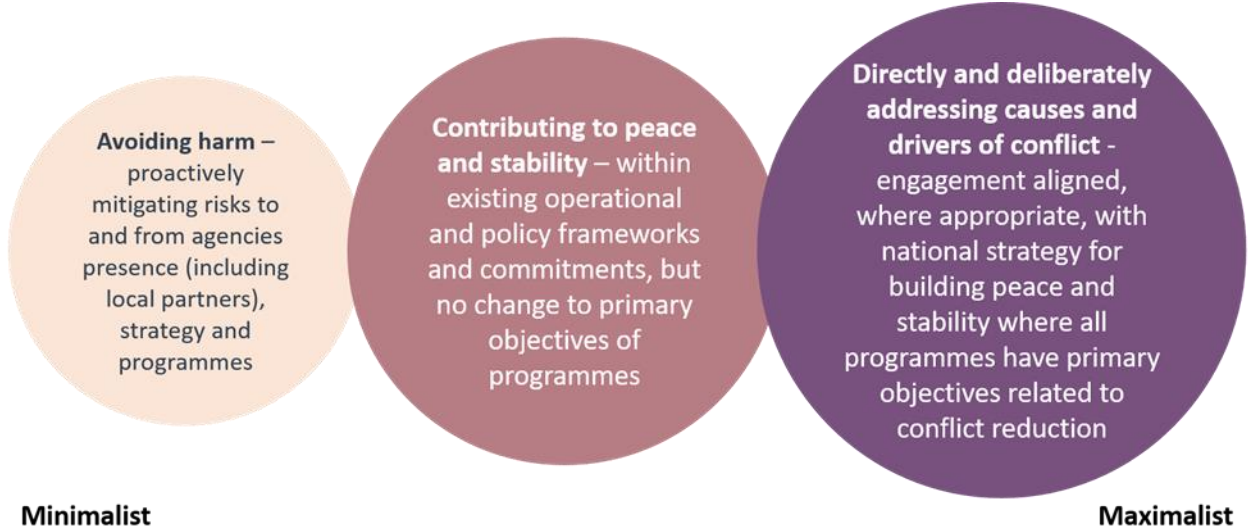 Avoiding harm –
proactively
mitigating risks to
and from agencies
presence (including
local partners),
strategy and
programmes
Contributing to peace
and stability – within
existing operational
and policy frameworks
and commitments, but
no change to primary
objectives of
programmes
Directly and deliberately
addressing causes and
drivers of conflict -
engagement aligned,
where appropriate, with
national strategy for
building peace and
stability where all
programmes have primary
objectives related to
conflict reduction
Minimalist
Maximalist